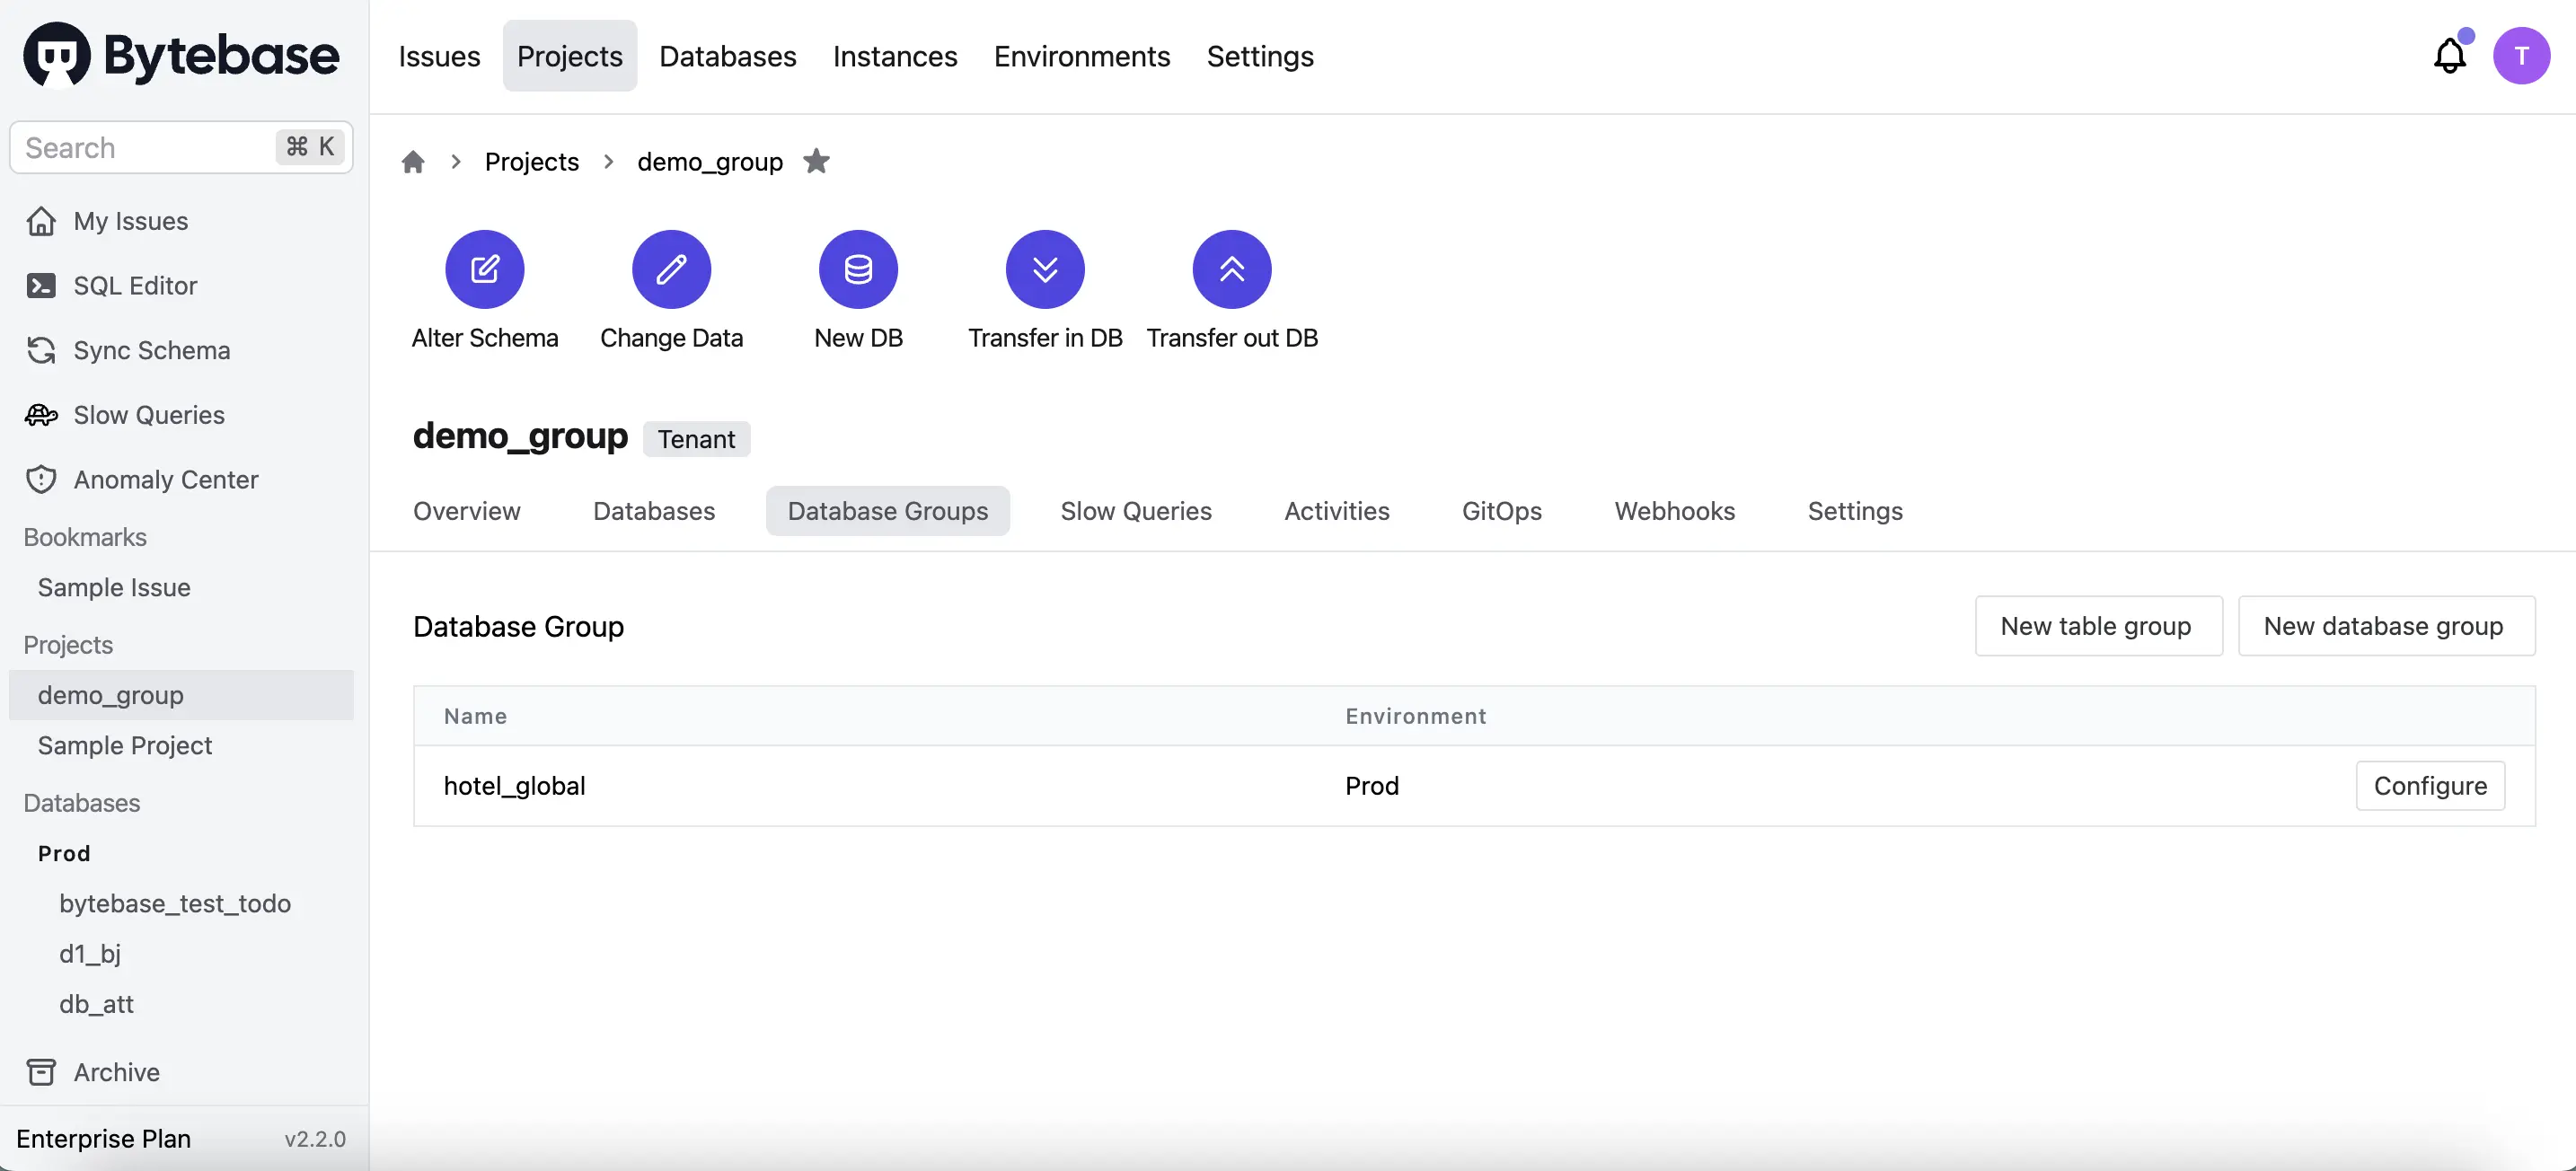 Bytebase
Issues Projects Databases Instances Environments Settings
T
Search ⌘ K
My Issues
SQL Editor
Sync Schema
Slow Queries
Anomaly Center
Bookmarks
Sample Issue
Projects
demo_group
Sample Project
Databases
Prod
bytebase_test_todo
d1_bj
db_att
Archive
Enterprise Plan v2.2.0
Projects demo_group
Alter Schema Change Data New DB Transfer in DB Transfer out DB
demo_group Tenant
Overview Databases Database Groups Slow Queries Activities GitOps Webhooks Settings
Database Group New table group New database group
Name Environment
hotel_global Prod Configure